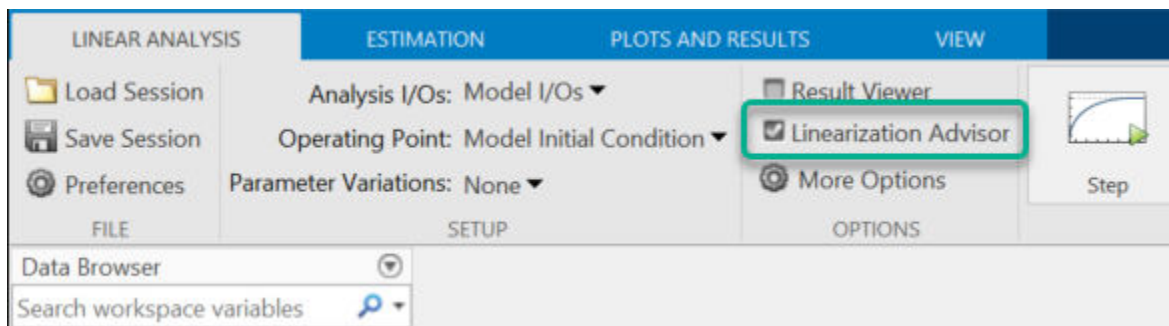 LINEAR ANALYSIS ESTIMATION PLOTS AND RESULTS VIEW
Load Session Analysis I/Os: Model I/Os Result Viewer
Save Session Operating Point: Model Initial Condition Linearization Advisor
Preferences Parameter Variations: None More Options Step
FILE SETUP OPTIONS
Data Browser
Search workspace variables